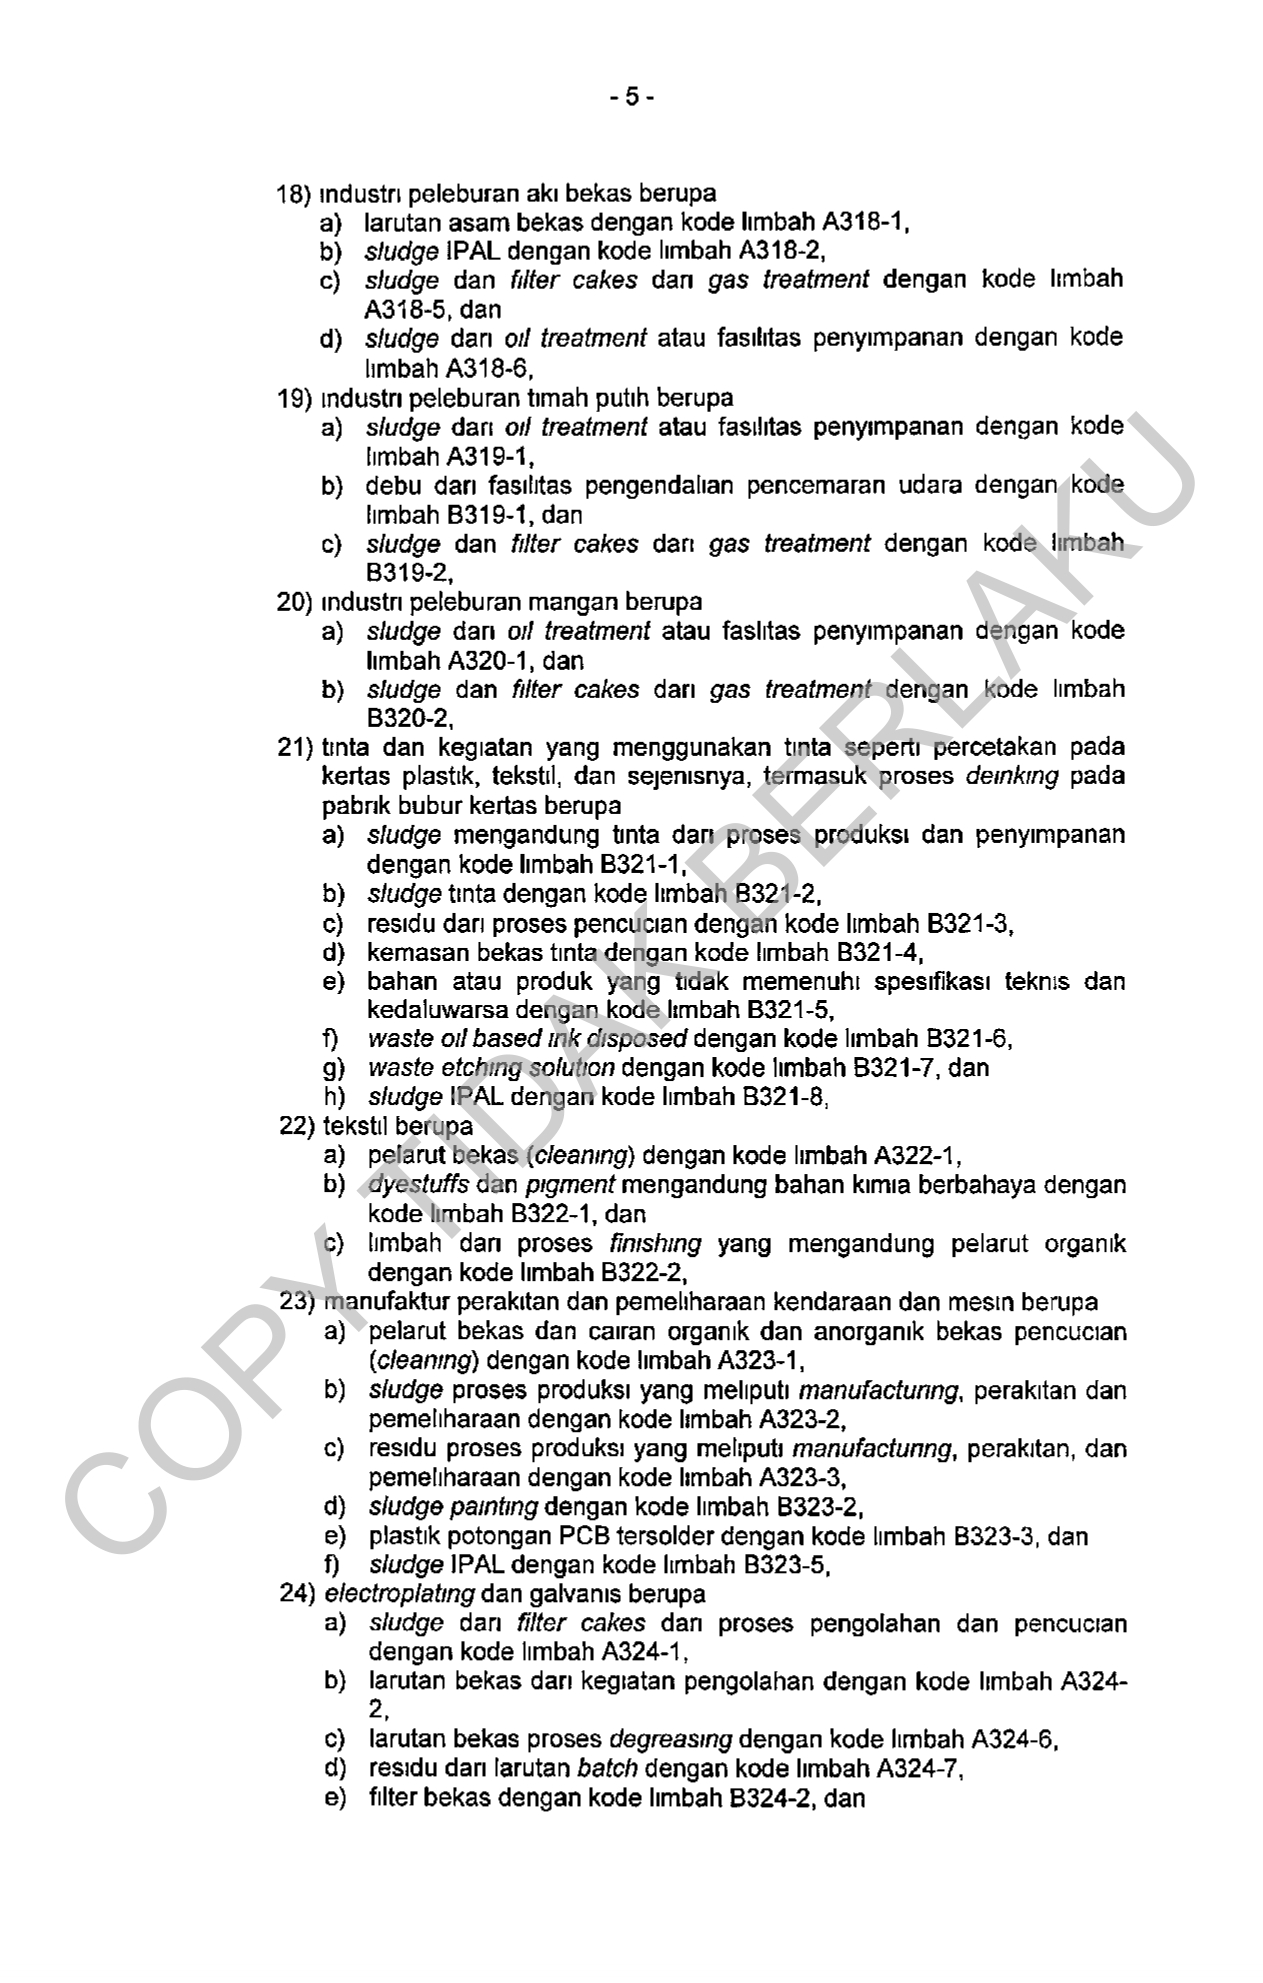 - 5 -
18) industri peleburan aki bekas berupa
a) larutan asam bekas dengan kode limbah A318-1,
b) sludge IPAL dengan kode limbah A318-2,
c) sludge dan filter cakes dari gas treatment dengan kode limbah
A318-5, dan
d) sludge dari oil treatment atau fasilitas penyimpanan dengan kode
limbah A318-6,
19) industri peleburan timah putih berupa
a) sludge dari oil treatment atau fasilitas penyimpanan dengan kode
limbah A319-1,
b) debu dari fasilitas pengendalian pencemaran udara dengan kode
limbah B319-1, dan
c) sludge dan filter cakes dari gas treatment dengan kode limbah
B319-2,
20) industri peleburan mangan berupa
a) sludge dari oil treatment atau faslitas penyimpanan dengan kode
limbah A320-1, dan
b) sludge dan filter cakes dari gas treatment dengan kode limbah
B320-2,
21) tinta dan kegiatan yang menggunakan tinta seperti percetakan pada
kertas plastik, tekstil, dan sejenisnya, termasuk proses deinking pada
pabrik bubur kertas berupa
a) sludge mengandung tinta dari proses produksi dan penyimpanan
dengan kode limbah B321-1,
b) sludge tinta dengan kode limbah B321-2,
c) residu dari proses pencucian dengan kode limbah B321-3,
d) kemasan bekas tinta dengan kode limbah B321-4,
e) bahan atau produk yang tidak memenuhi spesifikasi teknis dan
kedaluwarsa dengan kode limbah B321-5,
f) waste oil based ink disposed dengan kode limbah B321-6,
g) waste etching solution dengan kode limbah B321-7, dan
h) sludge IPAL dengan kode limbah B321-8,
22) tekstil berupa
a) pelarut bekas (cleaning) dengan kode limbah A322-1,
b) dyestuffs dan pigment mengandung bahan kimia berbahaya dengan
kode limbah B322-1, dan
c) limbah dari proses finishing yang mengandung pelarut organik
dengan kode limbah B322-2,
23) manufaktur perakitan dan pemeliharaan kendaraan dan mesin berupa
a) pelarut bekas dan cairan organik dan anorganik bekas pencucian
(cleaning) dengan kode limbah A323-1,
b) sludge proses produksi yang meliputi manufacturing, perakitan dan
pemeliharaan dengan kode limbah A323-2,
c) residu proses produksi yang meliputi manufacturing, perakitan, dan
pemeliharaan dengan kode limbah A323-3,
d) sludge painting dengan kode limbah B323-2,
e) plastik potongan PCB tersolder dengan kode limbah B323-3, dan
f) sludge IPAL dengan kode limbah B323-5,
24) electroplating dan galvanis berupa
a) sludge dari filter cakes dari proses pengolahan dan pencucian
dengan kode limbah A324-1,
b) larutan bekas dari kegiatan pengolahan dengan kode limbah A324-
2,
c) larutan bekas proses degreasing dengan kode limbah A324-6,
d) residu dari larutan batch dengan kode limbah A324-7,
e) filter bekas dengan kode limbah B324-2, dan
COPY TIDAK BERLAKU